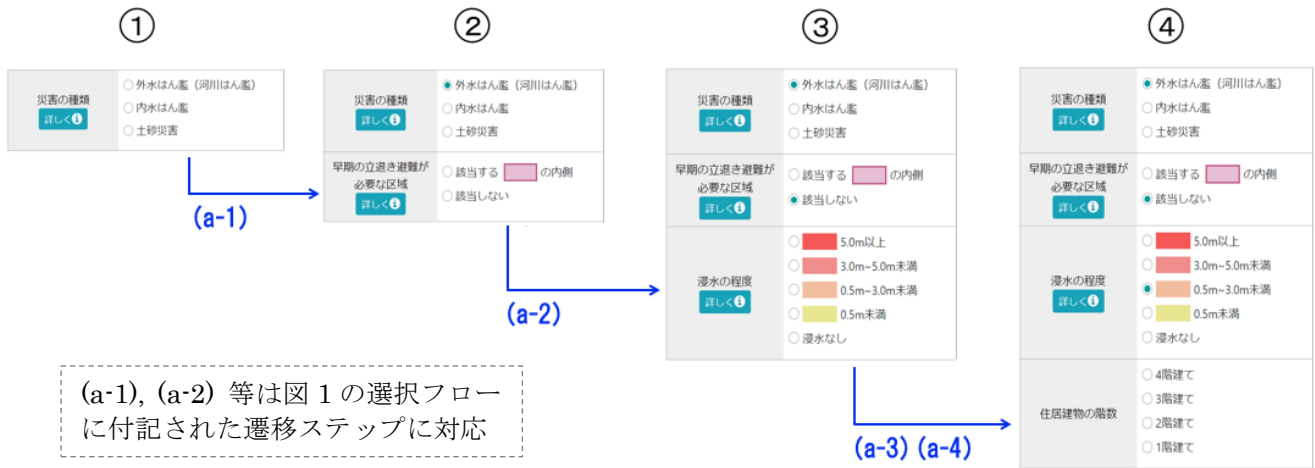 ①
災害の種類
詳しく
外水はん濫（河川はん濫）
内水はん濫
土砂災害
(a-1)
②
災害の種類
詳しく
外水はん濫（河川はん濫）
内水はん濫
土砂災害
早期の立退き避難が
必要な区域
詳しく
該当する の内側
該当しない
(a-2)
③
災害の種類
詳しく
外水はん濫（河川はん濫）
内水はん濫
土砂災害
早期の立退き避難が
必要な区域
詳しく
該当する の内側
該当しない
浸水の程度
詳しく
5.0m以上
3.0m~5.0m未満
0.5m~3.0m未満
0.5m未満
浸水なし
(a-3) (a-4)
④
災害の種類
詳しく
外水はん濫（河川はん濫）
内水はん濫
土砂災害
早期の立退き避難が
必要な区域
詳しく
該当する の内側
該当しない
浸水の程度
詳しく
5.0m以上
3.0m~5.0m未満
0.5m~3.0m未満
0.5m未満
浸水なし
住居建物の階数
4階建て
3階建て
2階建て
1階建て
(a-1), (a-2) 等は図 1 の選択フロー
に付記された遷移ステップに対応